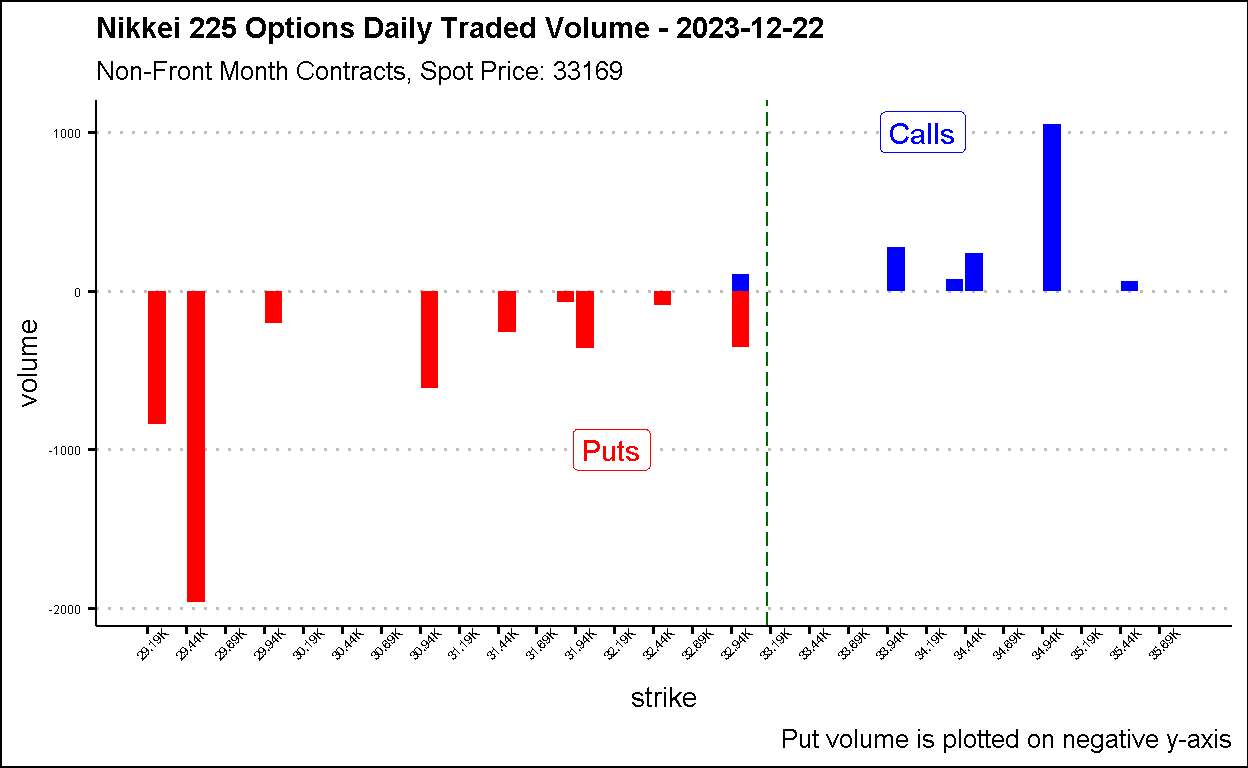 Nikkei 225 Options Daily Traded Volume - 2023-12-22
Non-Front Month Contracts, Spot Price: 33169
1000
0
-1000
-2000
volume
Calls
Puts
29.19K
29.44K
29.69K
29.94K
30.19K
30.44K
30.69K
30.94K
31.19K
31.44K
31.69K
31.94K
32.19K
32.44K
32.69K
32.94K
33.19K
33.44K
33.69K
33.94K
34.19K
34.44K
34.69K
34.94K
35.19K
35.44K
35.69K
strike
Put volume is plotted on negative y-axis